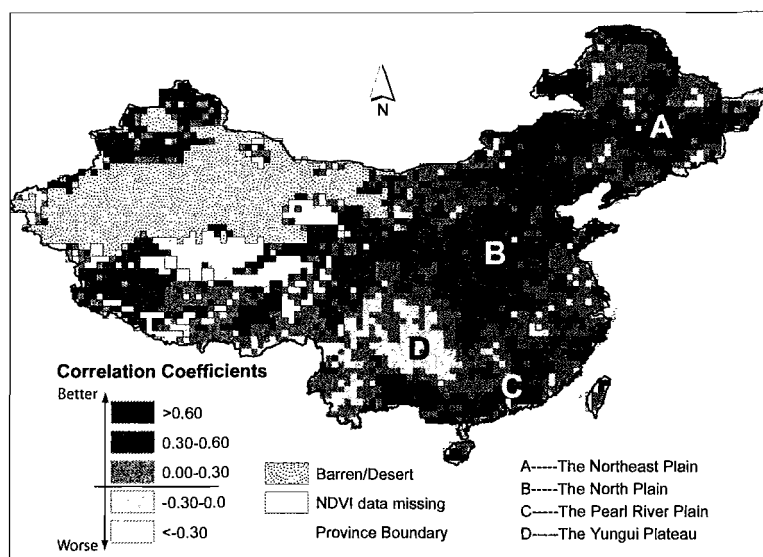 N
A
B
C
D
Correlation Coefficients
Better
>0.60
0.30-0.60
0.00-0.30
-0.30-0.0
<-0.30
Worse
Barren/Desert
NDVI data missing
Province Boundary
A-----The Northeast Plain
B-----The North Plain
C-----The Pearl River Plain
D-----The Yungui Plateau